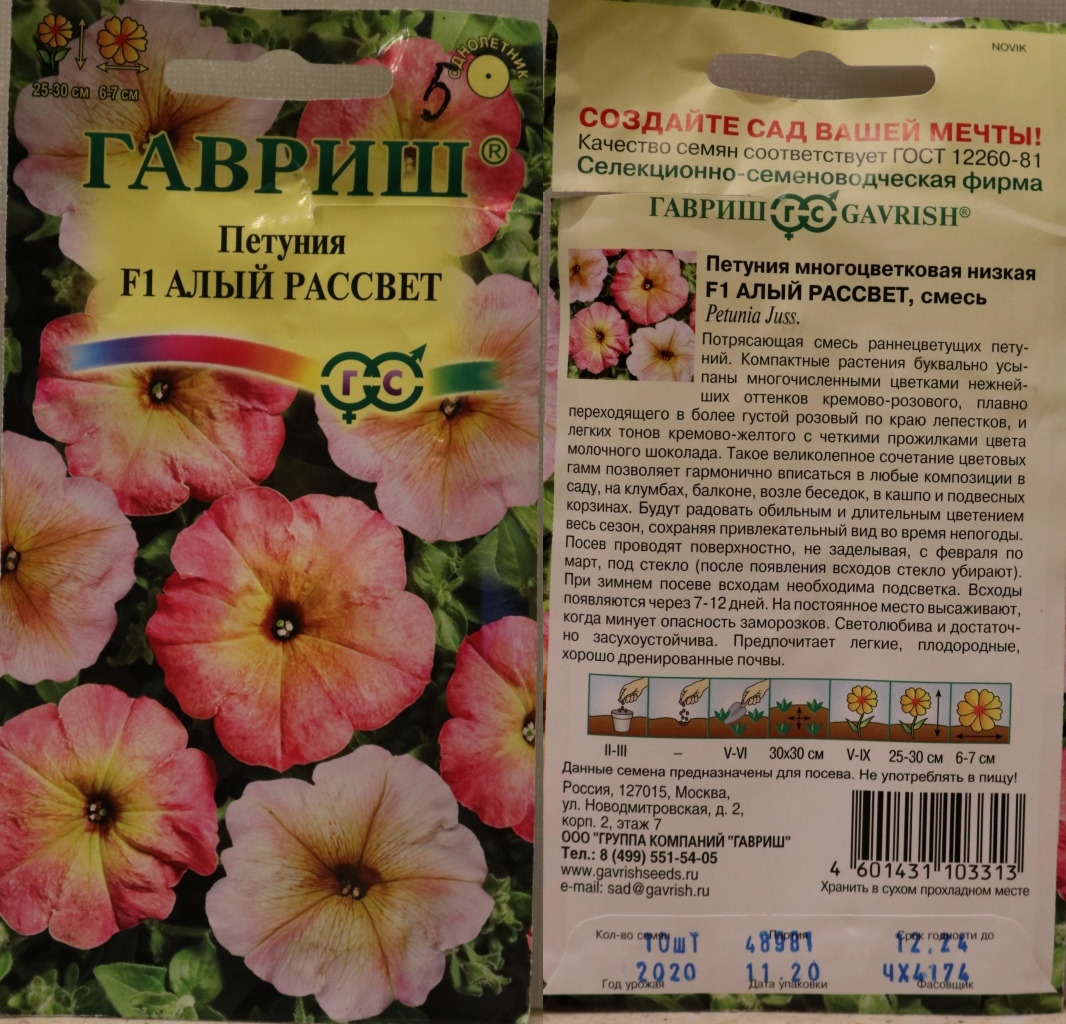 25-30 см 6-7 см
ОДНОЛЕТНИК
5
ГАВРИШ®
Петуния
F1 АЛЫЙ РАССВЕТ
Г С
NOVIK
СОЗДАЙТЕ САД ВАШЕЙ МЕЧТЫ!
Качество семян соответствует ГОСТ 12260-81
Селекционно-семеноводческая фирма
ГАВРИШ Г С GAVRISH®
Петуния многоцветковая низкая
F1 АЛЫЙ РАССВЕТ, смесь
Petunia Juss.
Потрясающая смесь раннецветущих пету-
ний. Компактные растения буквально усы-
паны многочисленными цветками нежней-
ших оттенков кремово-розового, плавно
переходящего в более густой розовый по краю лепестков, и
легких тонов кремово-желтого с четкими прожилками цвета
молочного шоколада. Такое великолепное сочетание цветовых
гамм позволяет гармонично вписаться в любые композиции в
саду, на клумбах, балконе, возле беседок, в кашпо и подвесных
корзинах. Будут радовать обильным и длительным цветением
весь сезон, сохраняя привлекательный вид во время непогоды.
Посев проводят поверхностно, не заделывая, с февраля по
март, под стекло (после появления всходов стекло убирают).
При зимнем посеве всходам необходима подсветка. Всходы
появляются через 7-12 дней. На постоянное место высаживают,
когда минует опасность заморозков. Светолюбива и достаточ-
но засухоустойчива. Предпочитает легкие, плодородные,
хорошо дренированные почвы.
II-III – V-VI 30х30 см V-IX 25-30 см 6-7 см
Данные семена предназначены для посева. Не употреблять в пищу!
Россия, 127015, Москва,
ул. Новодмитровская, д. 2,
корп. 2, этаж 7
ООО "ГРУППА КОМПАНИЙ "ГАВРИШ"
Тел.: 8 (499) 551-54-05
www.gavrishseeds.ru
e-mail: sad@gavrish.ru
4 601431 103313
Хранить в сухом прохладном месте
Кол-во семян Партия Срок годности до
10шт 48981 12.24
2020 11.20 ЧХ4174
Год урожая Дата упаковки Фасовщик